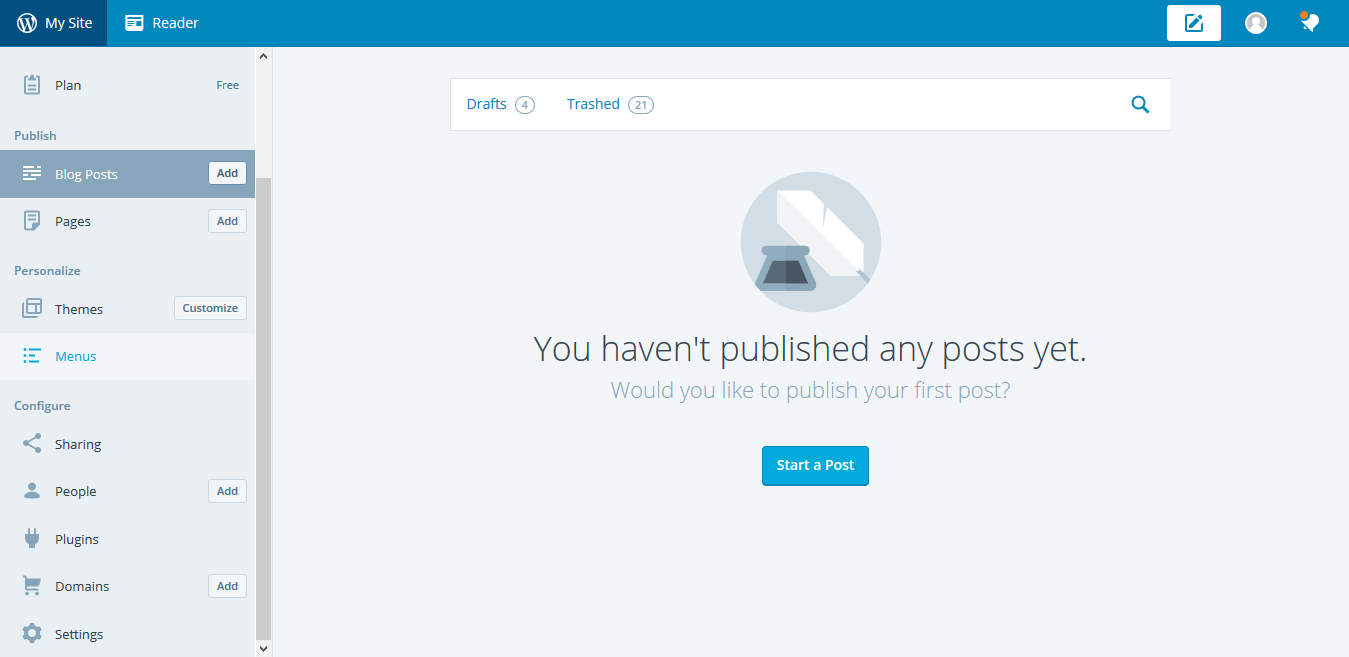 My Site Reader
Plan Free
Publish
Blog Posts Add
Pages Add
Personalize
Themes Customize
Menus
Configure
Sharing
People Add
Plugins
Domains Add
Settings
Drafts 4 Trashed 21
You haven't published any posts yet.
Would you like to publish your first post?
Start a Post